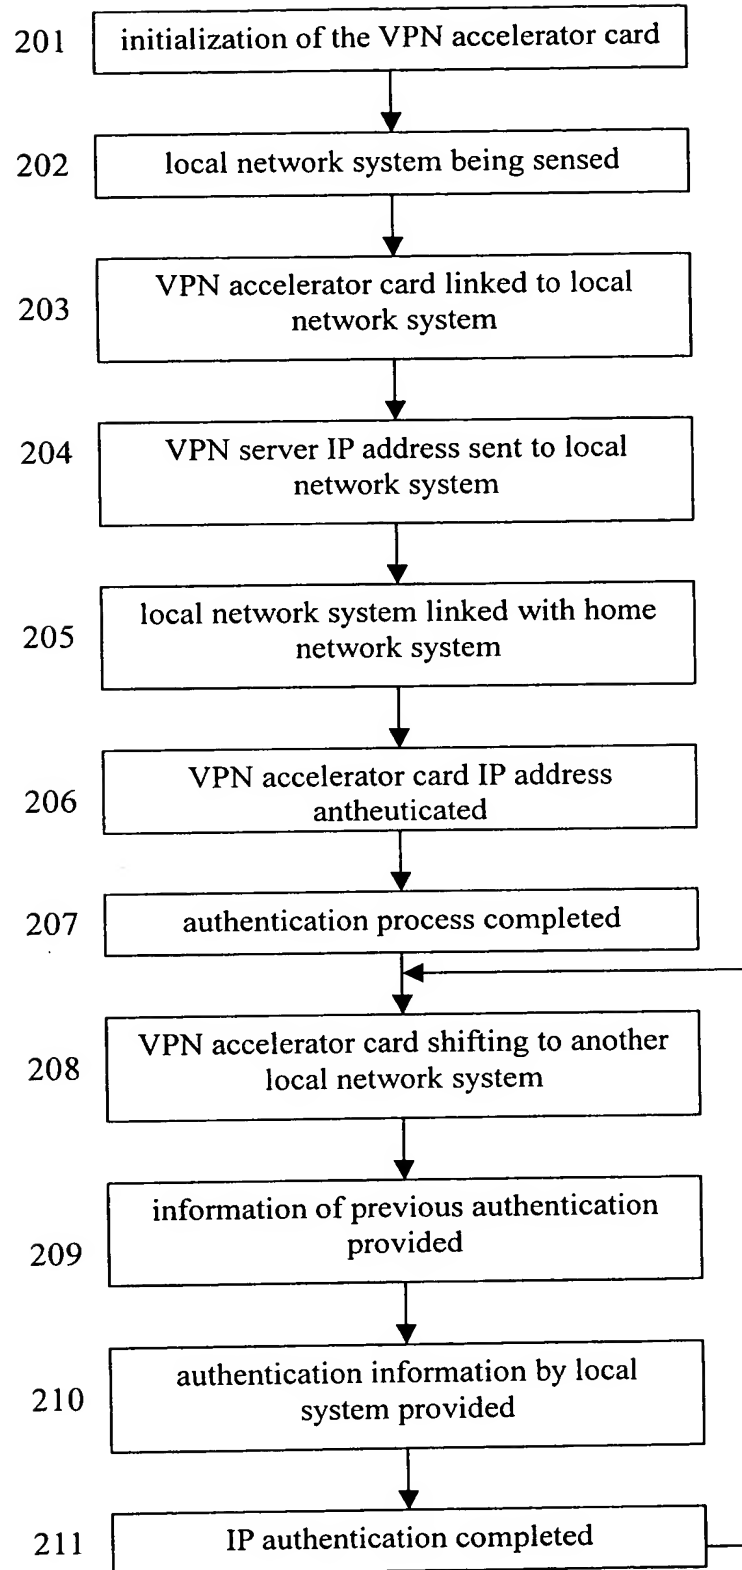 201
initialization of the VPN accelerator card
202
local network system being sensed
203
VPN accelerator card linked to local
network system
204
VPN server IP address sent to local
network system
205
local network system linked with home
network system
206
VPN accelerator card IP address
antheuticated
207
authentication process completed
208
VPN accelerator card shifting to another
local network system
209
information of previous authentication
provided
210
authentication information by local
system provided
211
IP authentication completed